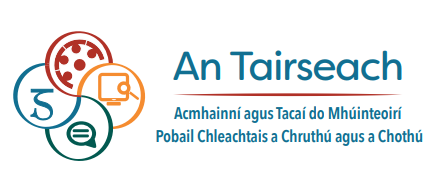 An Tairseach
Acmhainní agus Tacaí do Mhúinteoirí
Pobail Chleachtais a Chruthú agus a Chothú